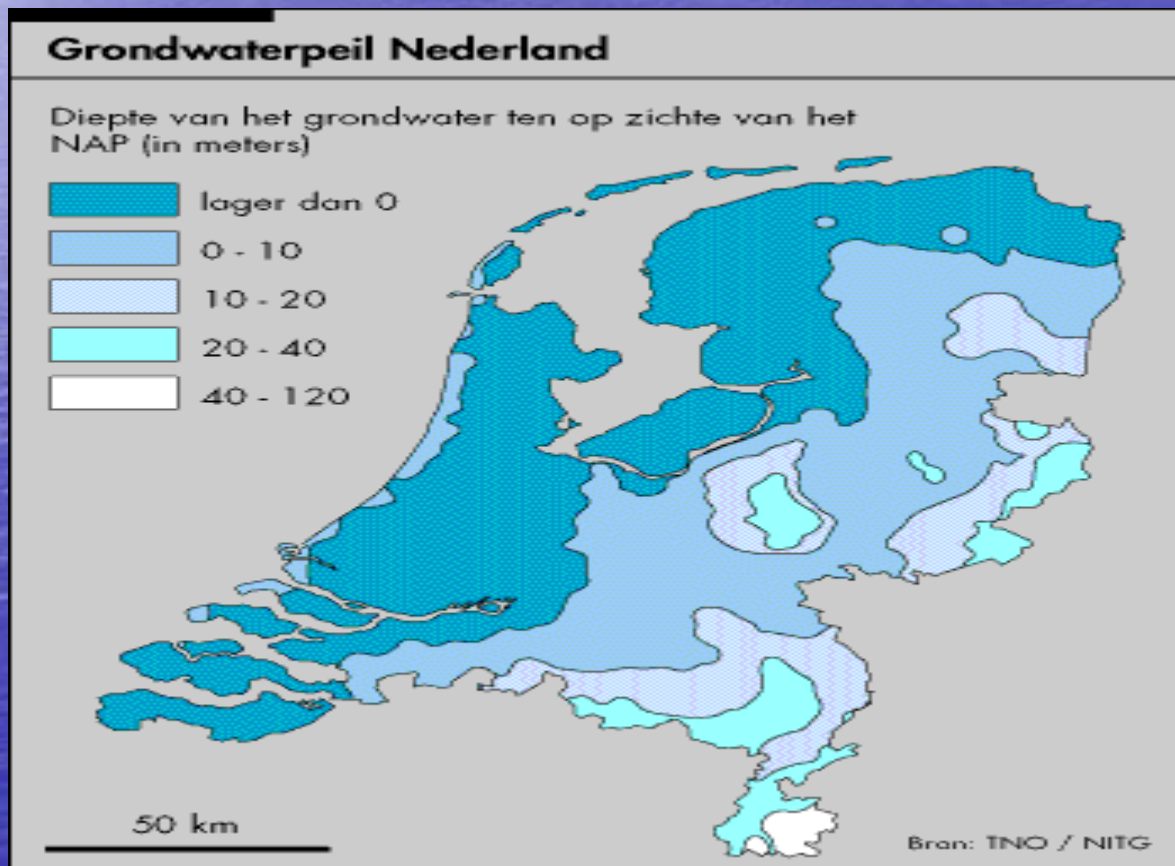 Grondwaterpeil Nederland
Diepte van het grondwater ten op zichte van het
NAP (in meters)
lager dan 0
0 - 10
10 - 20
20 - 40
40 - 120
50 km
Bron: TNO / NITG